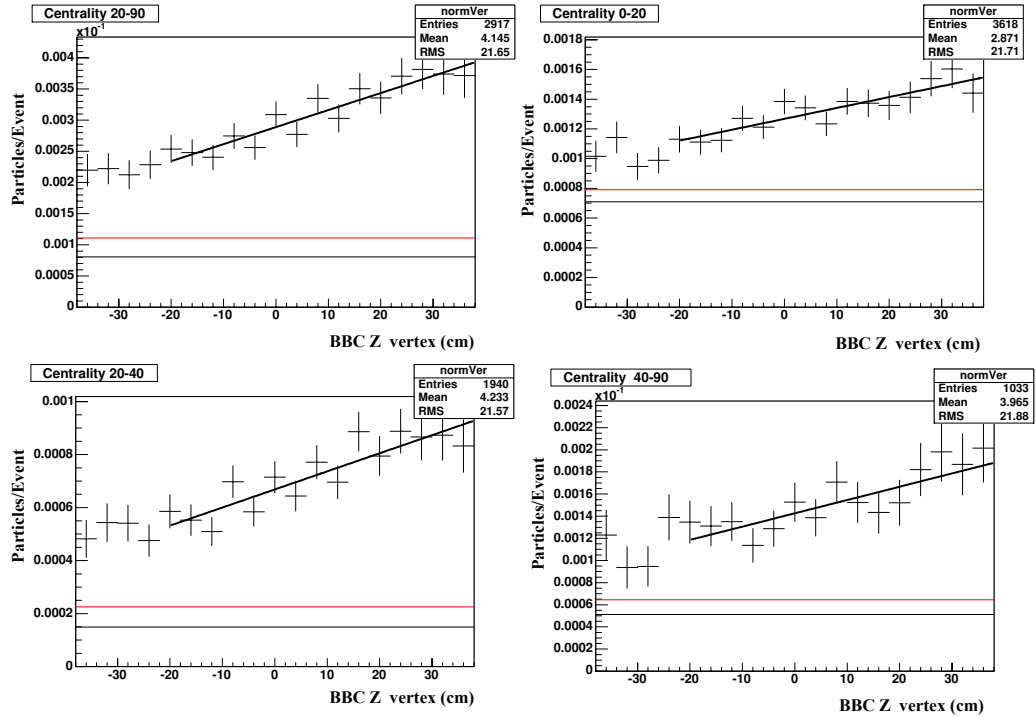 Centrality 20-90
×10⁻¹
normVer
Entries 2917
Mean 4.145
RMS 21.65
Particles/Event
0.004
0.0035
0.003
0.0025
0.002
0.0015
0.001
0.0005
0
-30 -20 -10 0 10 20 30
BBC Z vertex (cm)
Centrality 0-20
normVer
Entries 3618
Mean 2.871
RMS 21.71
Particles/Event
0.0018
0.0016
0.0014
0.0012
0.001
0.0008
0.0006
0.0004
0.0002
0
-30 -20 -10 0 10 20 30
BBC Z vertex (cm)
Centrality 20-40
normVer
Entries 1940
Mean 4.233
RMS 21.57
Particles/Event
0.001
0.0008
0.0006
0.0004
0.0002
0
-30 -20 -10 0 10 20 30
BBC Z vertex (cm)
Centrality 40-90
×10⁻¹
normVer
Entries 1033
Mean 3.965
RMS 21.88
Particles/Event
0.0024
0.0022
0.002
0.0018
0.0016
0.0014
0.0012
0.001
0.0008
0.0006
0.0004
0.0002
0
-30 -20 -10 0 10 20 30
BBC Z vertex (cm)